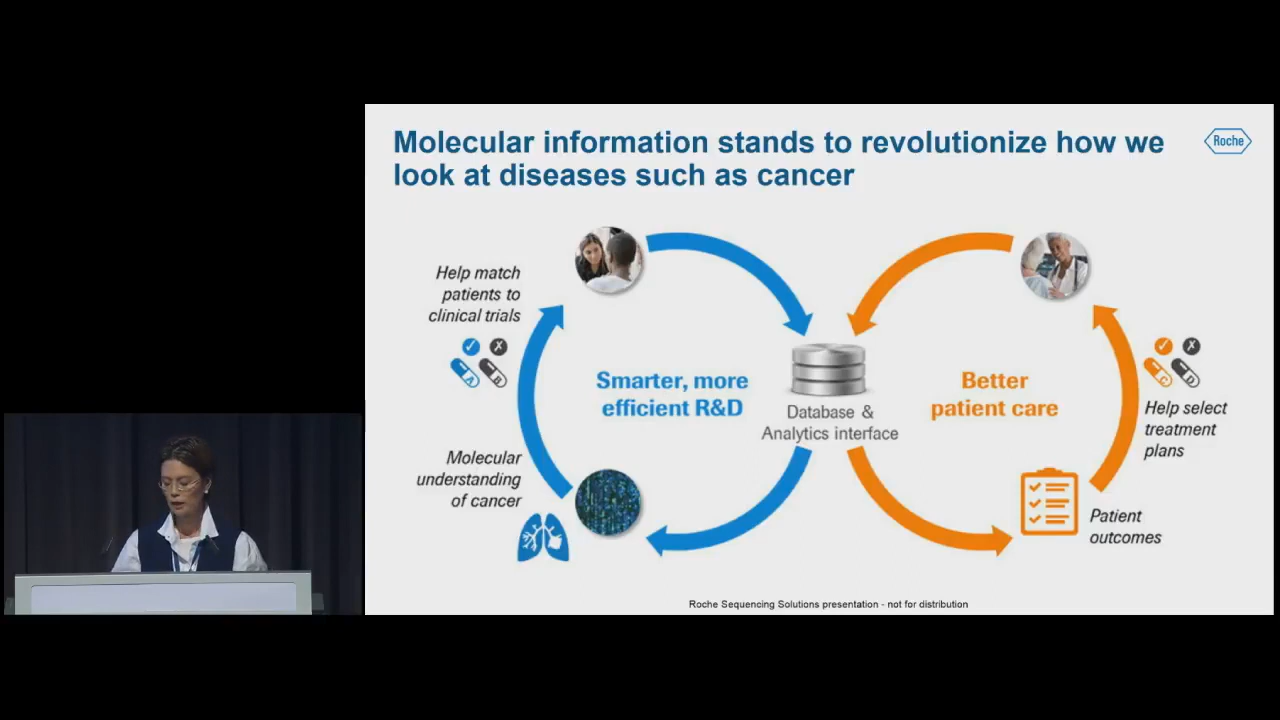 Molecular information stands to revolutionize how we
look at diseases such as cancer
Roche
Help match
patients to
clinical trials
A
B
Smarter, more
efficient R&D
Molecular
understanding
of cancer
Database &
Analytics interface
Better
patient care
C
D
Help select
treatment
plans
Patient
outcomes
Roche Sequencing Solutions presentation - not for distribution